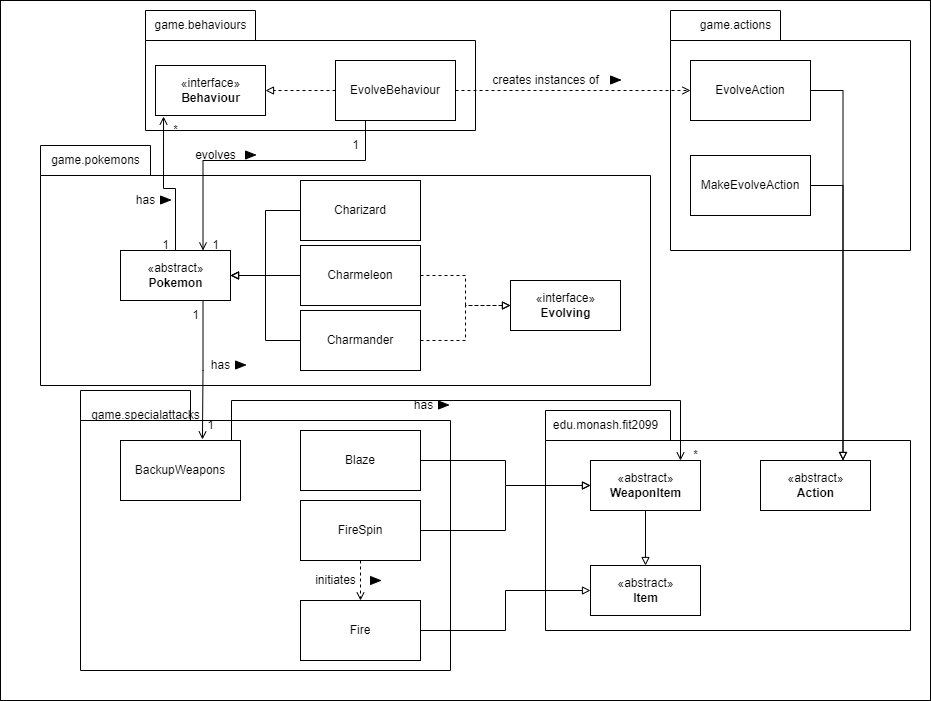 game.behaviours
game.actions
«interface»
Behaviour
EvolveBehaviour
creates instances of
EvolveAction
*
1
evolves
game.pokemons
MakeEvolveAction
has
Charizard
1
1
«abstract»
Pokemon
Charmeleon
«interface»
Evolving
1
Charmander
has
has
game.specialattacks
1
edu.monash.fit2099
*
BackupWeapons
Blaze
«abstract»
WeaponItem
«abstract»
Action
FireSpin
initiates
«abstract»
Item
Fire